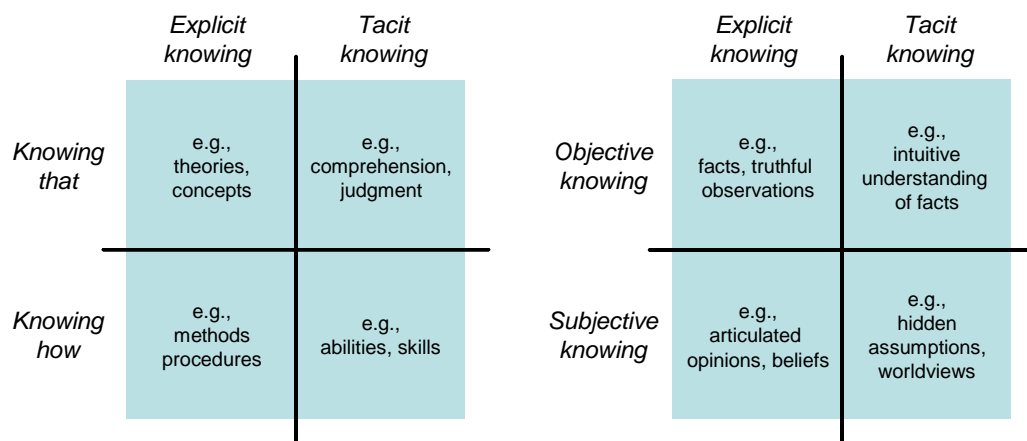 Explicit
knowing
Tacit
knowing
Knowing
that
e.g.,
theories,
concepts
e.g.,
comprehension,
judgment
Knowing
how
e.g.,
methods
procedures
e.g.,
abilities, skills
Explicit
knowing
Tacit
knowing
Objective
knowing
e.g.,
facts, truthful
observations
e.g.,
intuitive
understanding
of facts
Subjective
knowing
e.g.,
articulated
opinions, beliefs
e.g.,
hidden
assumptions,
worldviews